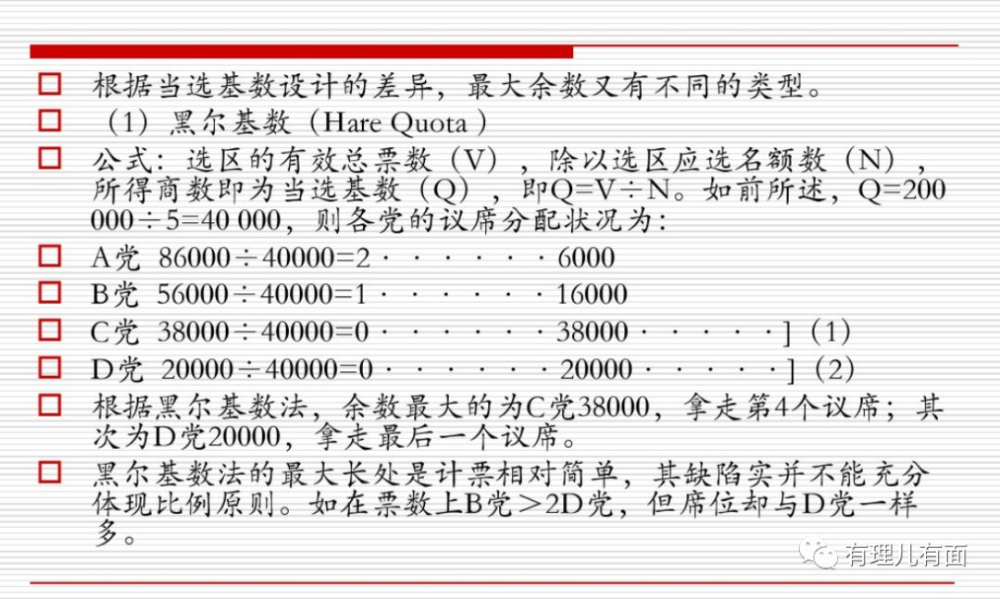 根据当选基数设计的差异，最大余数又有不同的类型。
（1）黑尔基数（Hare Quota ）
公式：选区的有效总票数（V），除以选区应选名额数（N），
所得商数即为当选基数（Q），即Q=V÷N。如前所述，Q=200
000÷5=40 000，则各党的议席分配状况为：
A党 86000÷40000=2······6000
B党 56000÷40000=1······16000
C党 38000÷40000=0······38000·····]（1）
D党 20000÷40000=0······20000·····]（2）
根据黑尔基数法，余数最大的为C党38000，拿走第4个议席；其
次为D党20000，拿走最后一个议席。
黑尔基数法的最大长处是计票相对简单，其缺陷实并不能充分
体现比例原则。如在票数上B党＞2D党，但席位却与D党一样
多。
有理儿有面